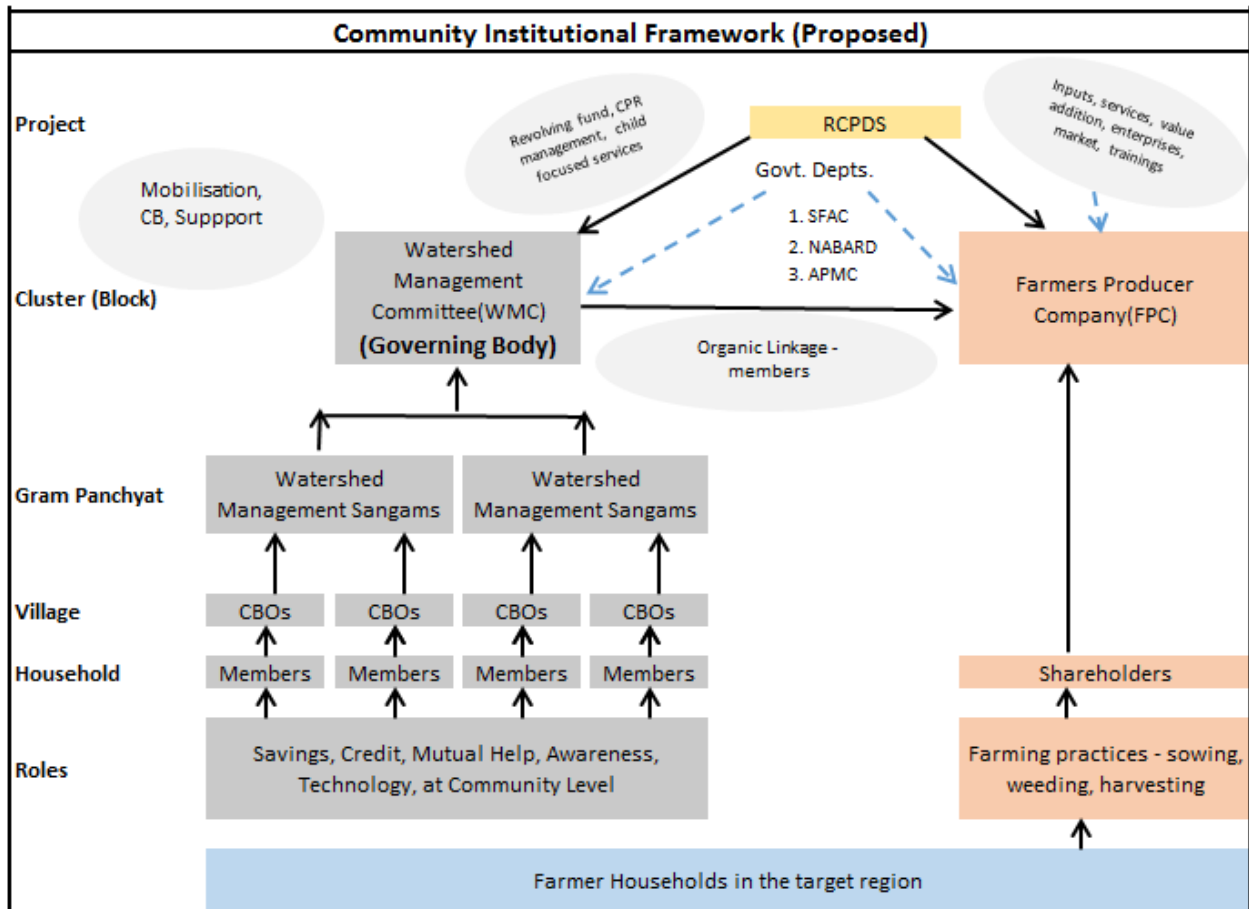 Community Institutional Framework (Proposed)
Project
Revolving fund, CPR
management, child
focused services
RCPDS
Inputs, services, value
addition, enterprises,
market, trainings
Mobilisation,
CB, Suppport
Govt. Depts.
1. SFAC
2. NABARD
3. APMC
Cluster (Block)
Watershed
Management
Committee(WMC)
(Governing Body)
Farmers Producer
Company(FPC)
Organic Linkage -
members
Gram Panchyat
Watershed
Management Sangams
Watershed
Management Sangams
Village
CBOs
CBOs
CBOs
CBOs
Household
Members
Members
Members
Members
Shareholders
Roles
Savings, Credit, Mutual Help, Awareness,
Technology, at Community Level
Farming practices - sowing,
weeding, harvesting
Farmer Households in the target region